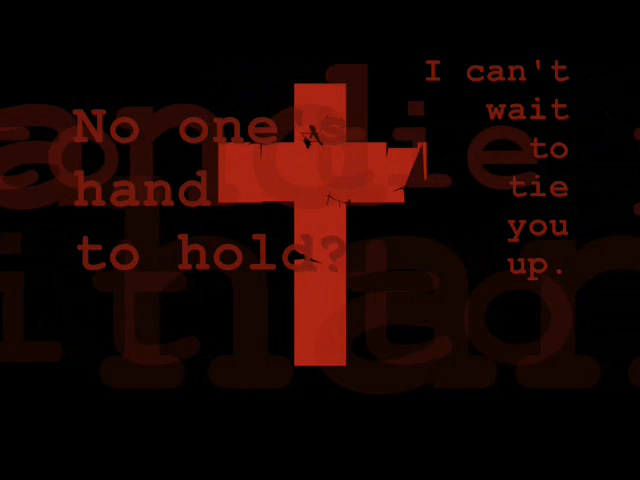 No one's
hand
to hold?
I can't
wait
to
tie
you
up.